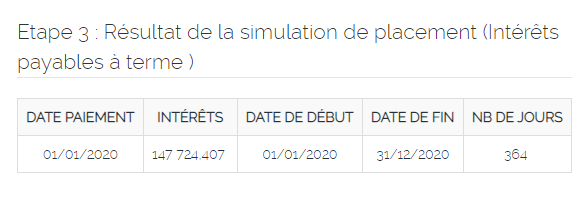 Etape 3 : Résultat de la simulation de placement (Intérêts
payables à terme )
DATE PAIEMENT INTÉRÊTS DATE DE DÉBUT DATE DE FIN NB DE JOURS
01/01/2020 147 724,407 01/01/2020 31/12/2020 364